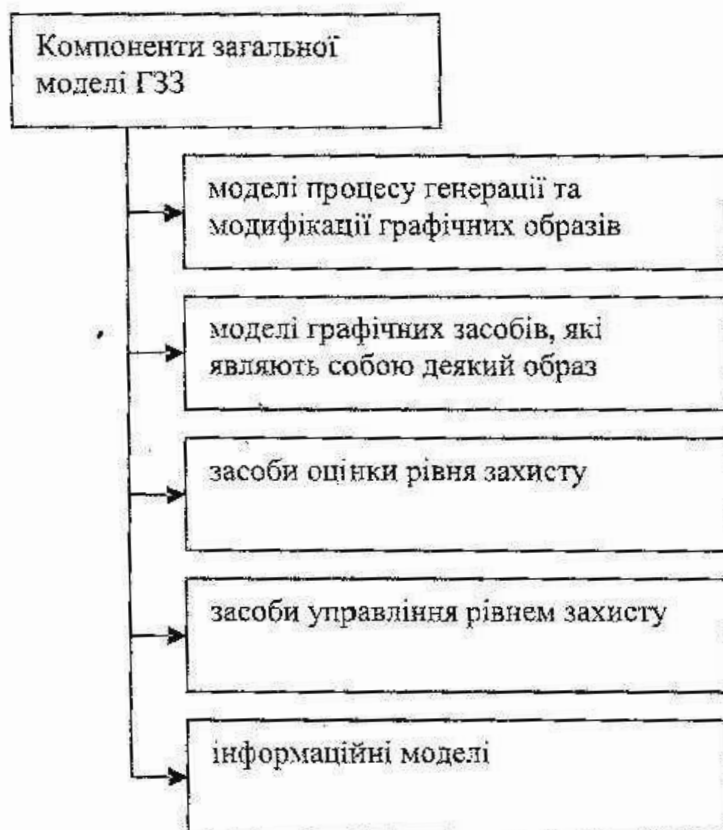 Компоненти загальної
моделі ГЗЗ
моделі процесу генерації та
модифікації графічних образів
моделі графічних засобів, які
являють собою деякий образ
засоби оцінки рівня захисту
засоби управління рівнем захисту
інформаційні моделі